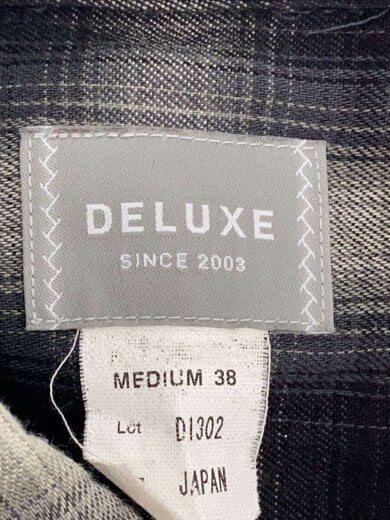 DELUXE
SINCE 2003
MEDIUM 38
Lot D1302
JAPAN